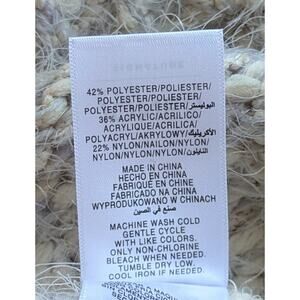 42% POLYESTER/POLIESTER/
POLYESTER/POLIESTER/
POLYESTER/POLIESTER/البوليستر
36% ACRYLIC/ACRILICO/
ACRYLIQUE/ACRILICA/
POLYACRYL/AKRYLOWY/الأكريليك
22% NYLON/NAILON/NYLON/
NYLON/NYLON/NYLON/النايلون
MADE IN CHINA
HECHO EN CHINA
FABRIQUÉ EN CHINE
FABRICADO NA CHINA
صنع في الصين
WYPRODUKOWANO W CHINACH
MACHINE WASH COLD
GENTLE CYCLE
WITH LIKE COLORS.
ONLY NON-CHLORINE
BLEACH WHEN NEEDED.
TUMBLE DRY LOW.
COOL IRON IF NEEDED.